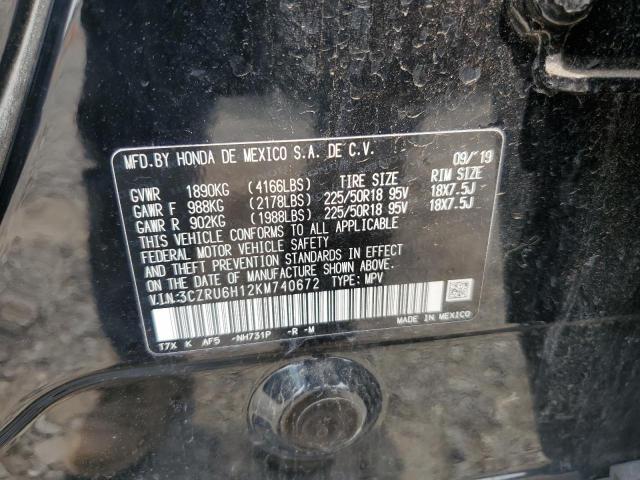 MFD.BY HONDA DE MEXICO S.A. DE C.V. 09/'19
GVWR 1890KG (4166LBS) TIRE SIZE RIM SIZE
GAWR F 988KG (2178LBS) 225/50R18 95V 18X7.5J
GAWR R 902KG (1988LBS) 225/50R18 95V 18X7.5J
THIS VEHICLE CONFORMS TO ALL APPLICABLE
FEDERAL MOTOR VEHICLE SAFETY
AND THEFT PREVENTION STANDARDS IN EFFECT
ON THE DATE OF MANUFACTURE SHOWN ABOVE.
V.I.N.3CZRU6H12KM740672 TYPE: MPV
T7X K AF5 -NH731P -R -M MADE IN MEXICO